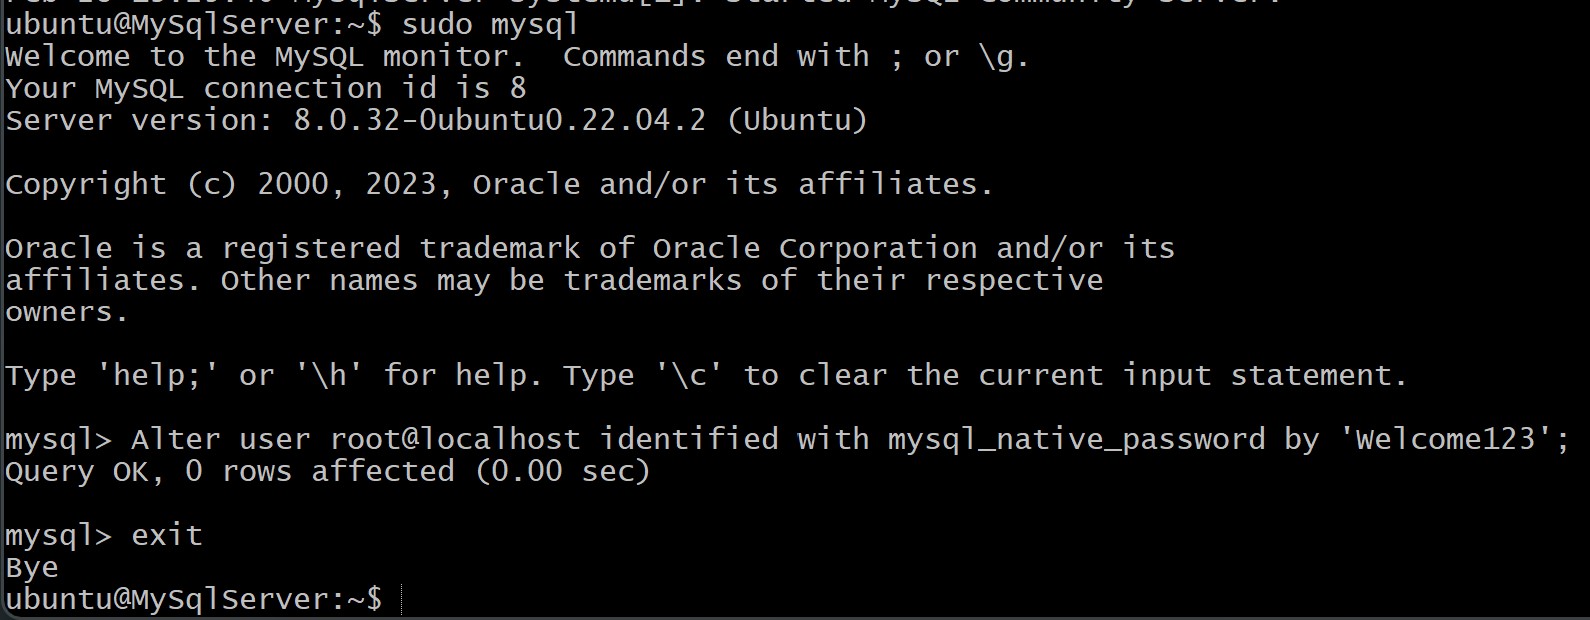 ubuntu@MySqlServer:~$ sudo mysql
Welcome to the MySQL monitor.  Commands end with ; or \g.
Your MySQL connection id is 8
Server version: 8.0.32-0ubuntu0.22.04.2 (Ubuntu)
Copyright (c) 2000, 2023, Oracle and/or its affiliates.
Oracle is a registered trademark of Oracle Corporation and/or its
affiliates. Other names may be trademarks of their respective
owners.
Type 'help;' or '\h' for help. Type '\c' to clear the current input statement.
mysql> Alter user root@localhost identified with mysql_native_password by 'Welcome123';
Query OK, 0 rows affected (0.00 sec)
mysql> exit
Bye
ubuntu@MySqlServer:~$